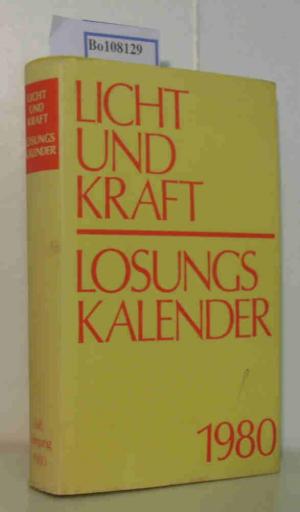 Bo108129
LICHT
UND
KRAFT
LOSUNGS
KALENDER
1980
LICHT
UND
KRAFT
LOSUNGS
KALENDER